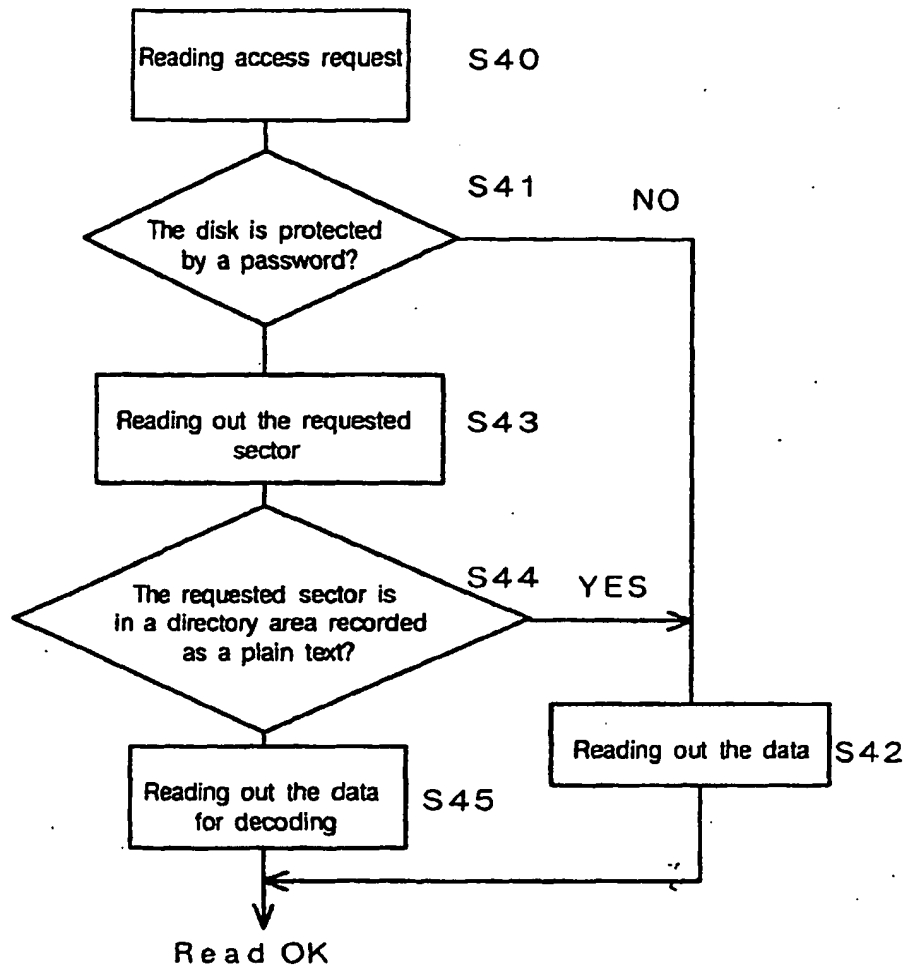 Reading access request
S40
S41
NO
The disk is protected
by a password?
Reading out the requested
sector
S43
S44
YES
The requested sector is
in a directory area recorded
as a plain text?
Reading out the data
S42
Reading out the data
for decoding
S45
Read OK